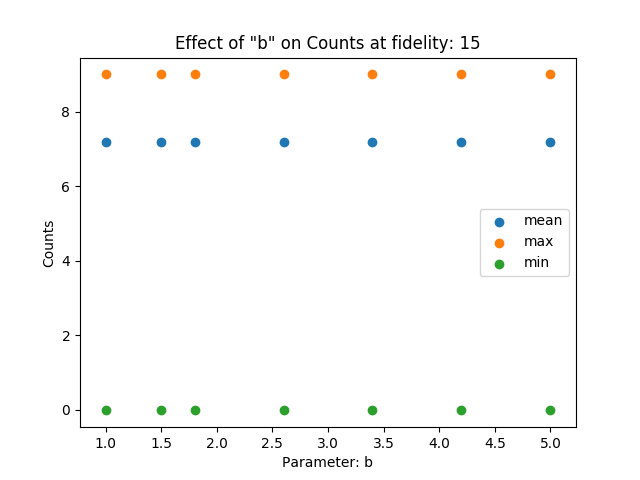 Effect of "b" on Counts at fidelity: 15
8
6
4
2
0
Counts
mean
max
min
1.0 1.5 2.0 2.5 3.0 3.5 4.0 4.5 5.0
Parameter: b